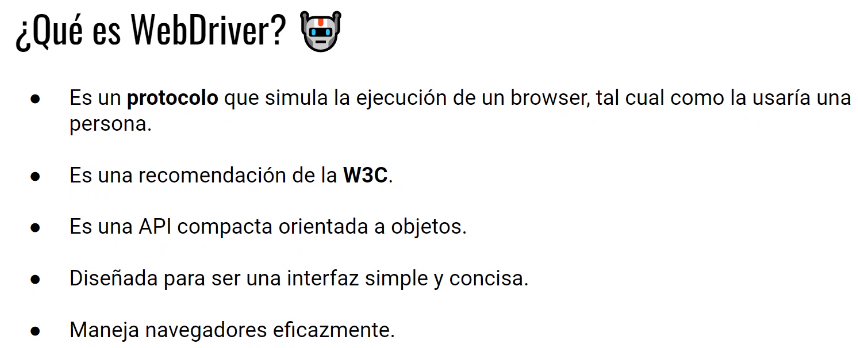 ¿Qué es WebDriver? 🤖
● Es un protocolo que simula la ejecución de un browser, tal cual como la usaría una
persona.
● Es una recomendación de la W3C.
● Es una API compacta orientada a objetos.
● Diseñada para ser una interfaz simple y concisa.
● Maneja navegadores eficazmente.